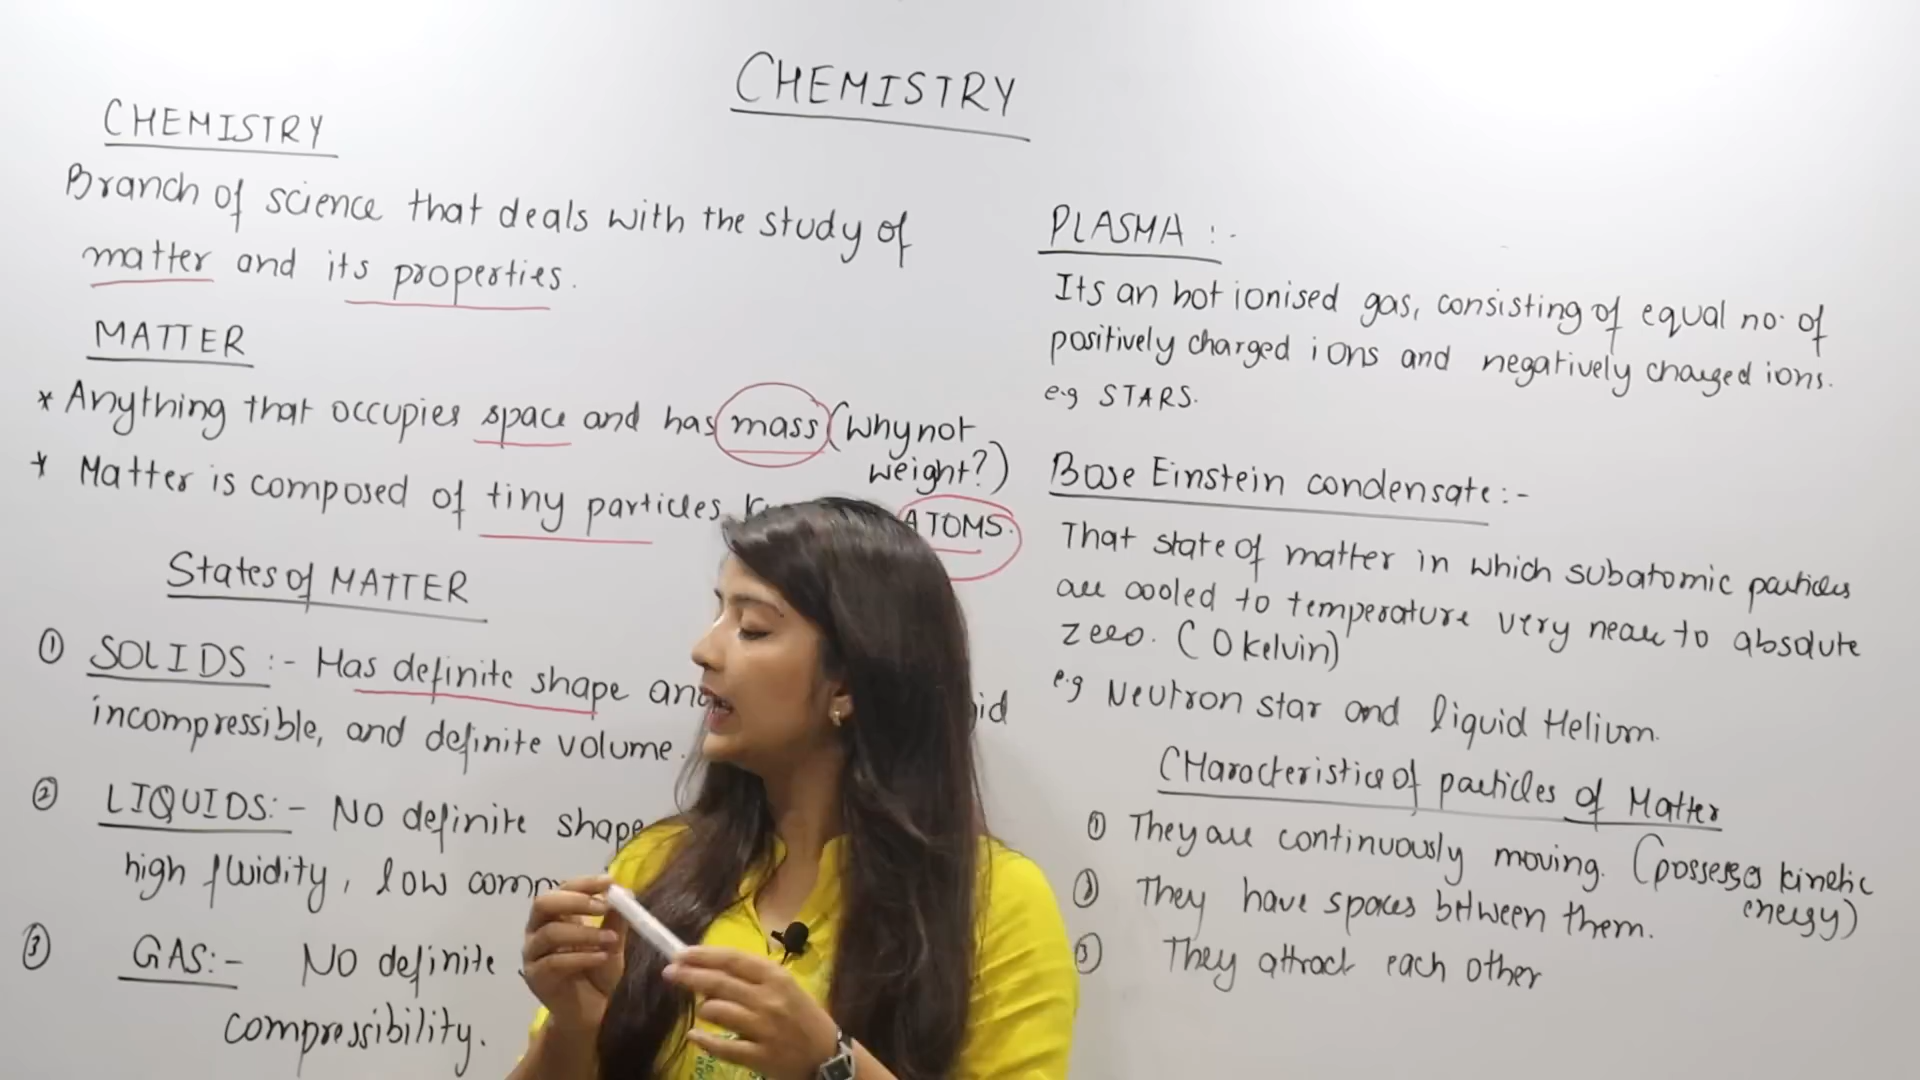 CHEMISTRY
CHEMISTRY
Branch of science that deals with the study of
matter and its properties.
MATTER
* Anything that occupies space and has mass (Why not
weight?)
* Matter is composed of tiny particles ATOMS.
States of MATTER
① SOLIDS :- Has definite shape and
incompressible, and definite volume.
② LIQUIDS:- No definite shape
high fluidity, low
③ GAS:- No definite
compressibility.
PLASMA :-
Its an hot ionised gas, consisting of equal no. of
positively charged ions and negatively charged ions.
e.g STARS.
Bose Einstein condensate:-
That state of matter in which subatomic particles
are cooled to temperature very near to absolute
zero. (0 kelvin)
e.g Neutron star and liquid Helium.
CHaracteristics of particles of Matter
① They are continuously moving. (possesses kinetic
energy)
② They have spaces between them.
③ They attract each other